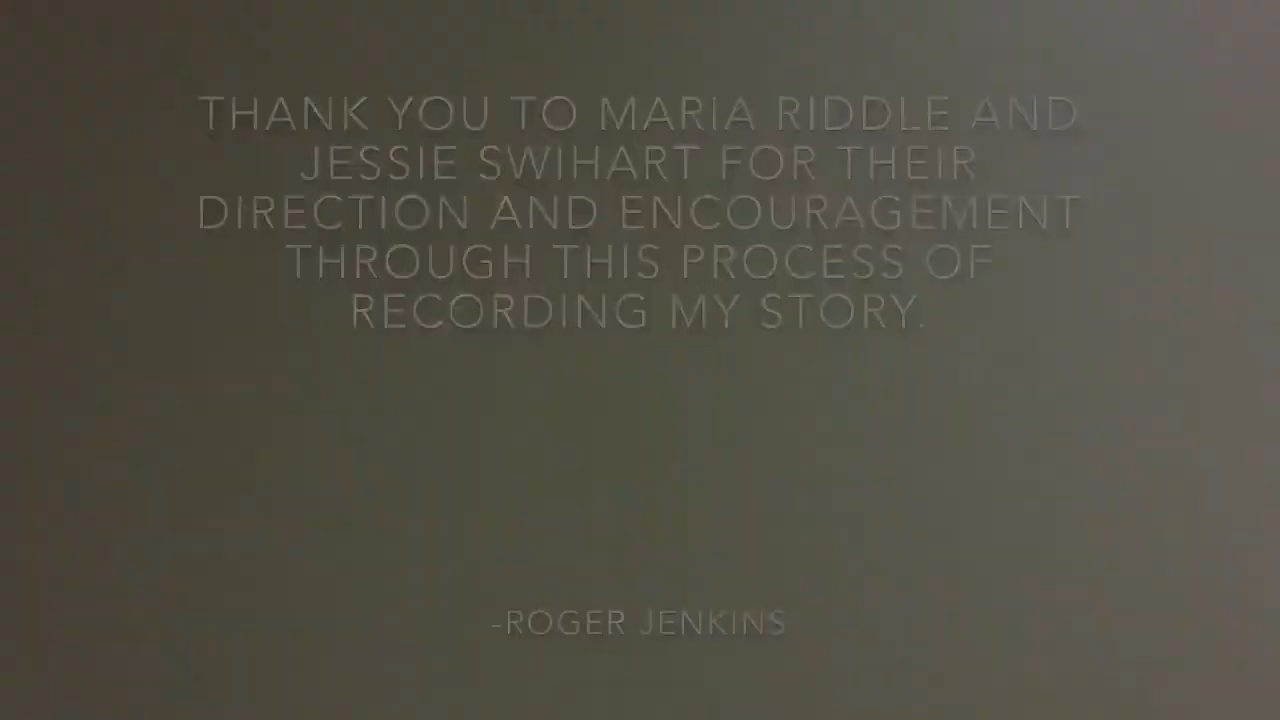 THANK YOU TO MARIA RIDDLE AND
JESSIE SWIHART FOR THEIR
DIRECTION AND ENCOURAGEMENT
THROUGH THIS PROCESS OF
RECORDING MY STORY.
-ROGER JENKINS